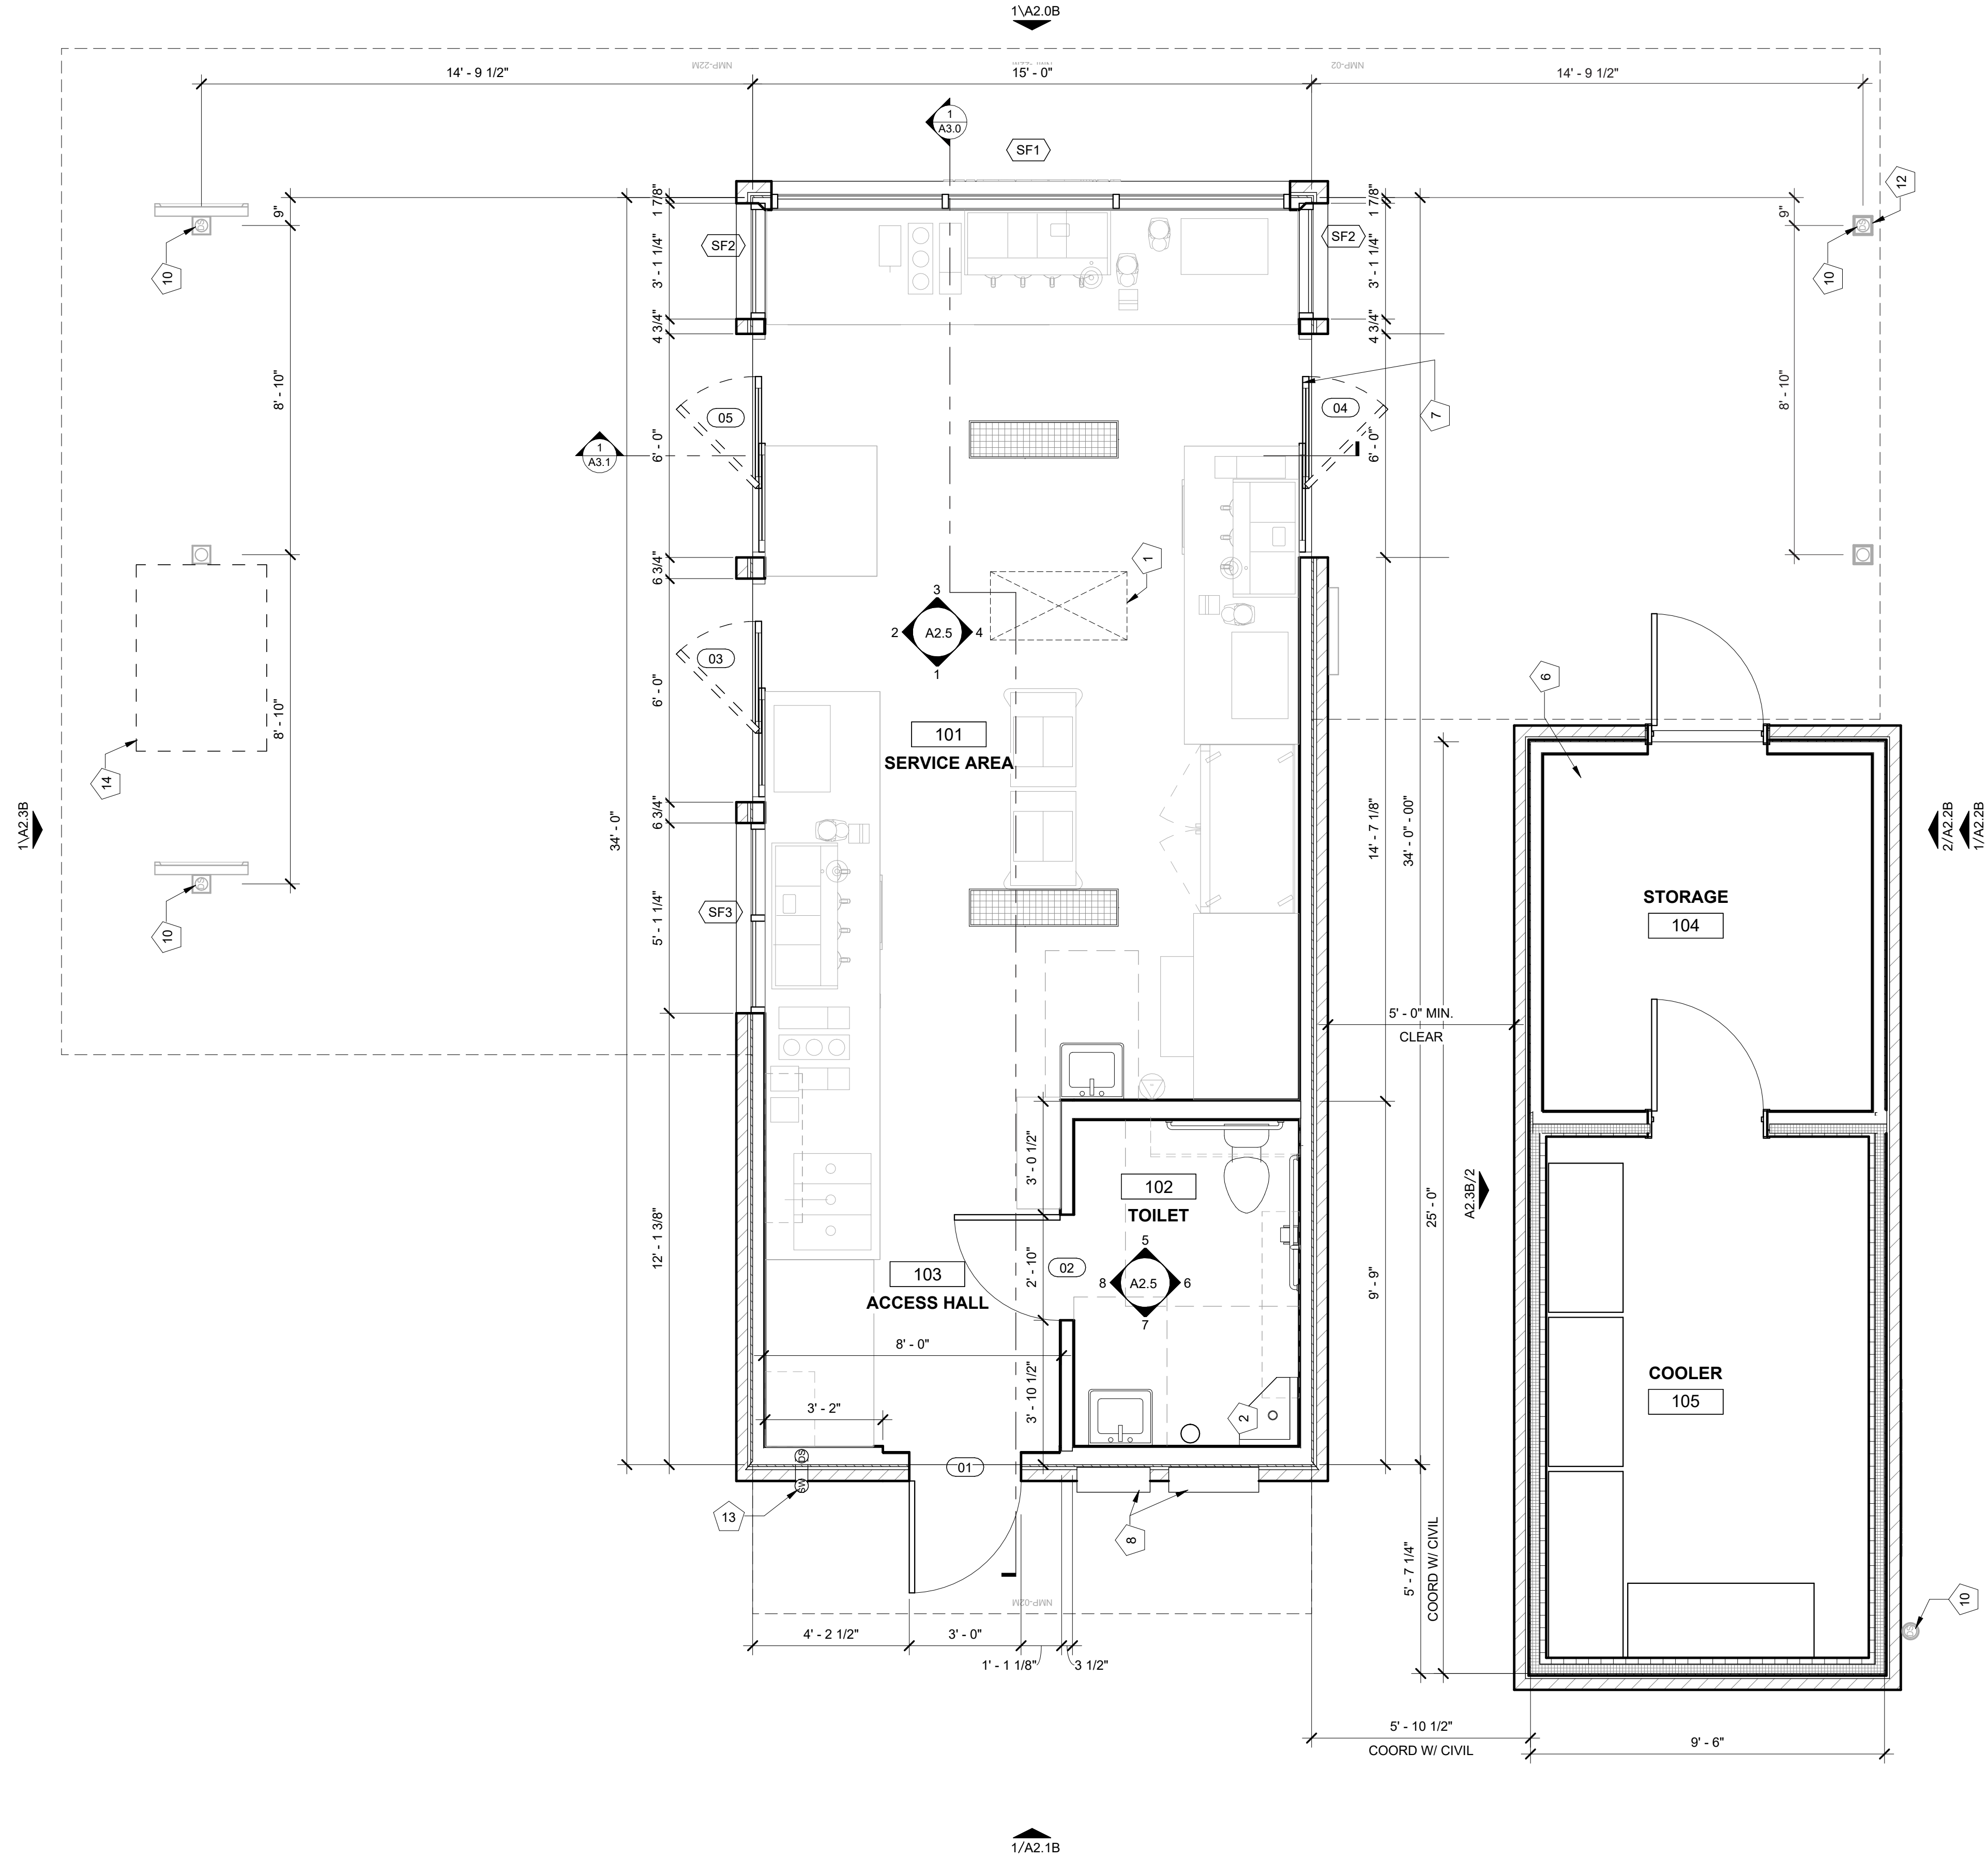 1\A2.0B
NMP-22M
NMP-02
14' - 9 1/2"
15' - 0"
14' - 9 1/2"
1
A3.0
SF1
12
9"
1 7/8"
1 7/8"
9"
SF2
SF2
10
3' - 1 1/4"
3' - 1 1/4"
10
4 3/4"
4 3/4"
8' - 10"
05
04
7
8' - 10"
1
A3.1
6' - 0"
6' - 0"
6 3/4"
1
3
2
A2.5
4
1
03
6
6' - 0"
8' - 10"
101
SERVICE AREA
14
6 3/4"
34' - 0"
14' - 7 1/8"
34' - 0" - 00"
1\A2.3B
2/A2.2B
1/A2.2B
STORAGE
104
SF3
5' - 1 1/4"
10
5' - 0" MIN.
CLEAR
3' - 0 1/2"
102
TOILET
A2.3B/2
25' - 0"
12' - 1 3/8"
5
8
A2.5
6
7
02
2' - 10"
103
ACCESS HALL
9' - 9"
8' - 0"
COOLER
105
3' - 2"
3' - 10 1/2"
2
DS
SW
01
13
8
5' - 7 1/4"
COORD W/ CIVIL
NMP-02M
10
4' - 2 1/2"
3' - 0"
1' - 1 1/8"
3 1/2"
5' - 10 1/2"
COORD W/ CIVIL
9' - 6"
1/A2.1B